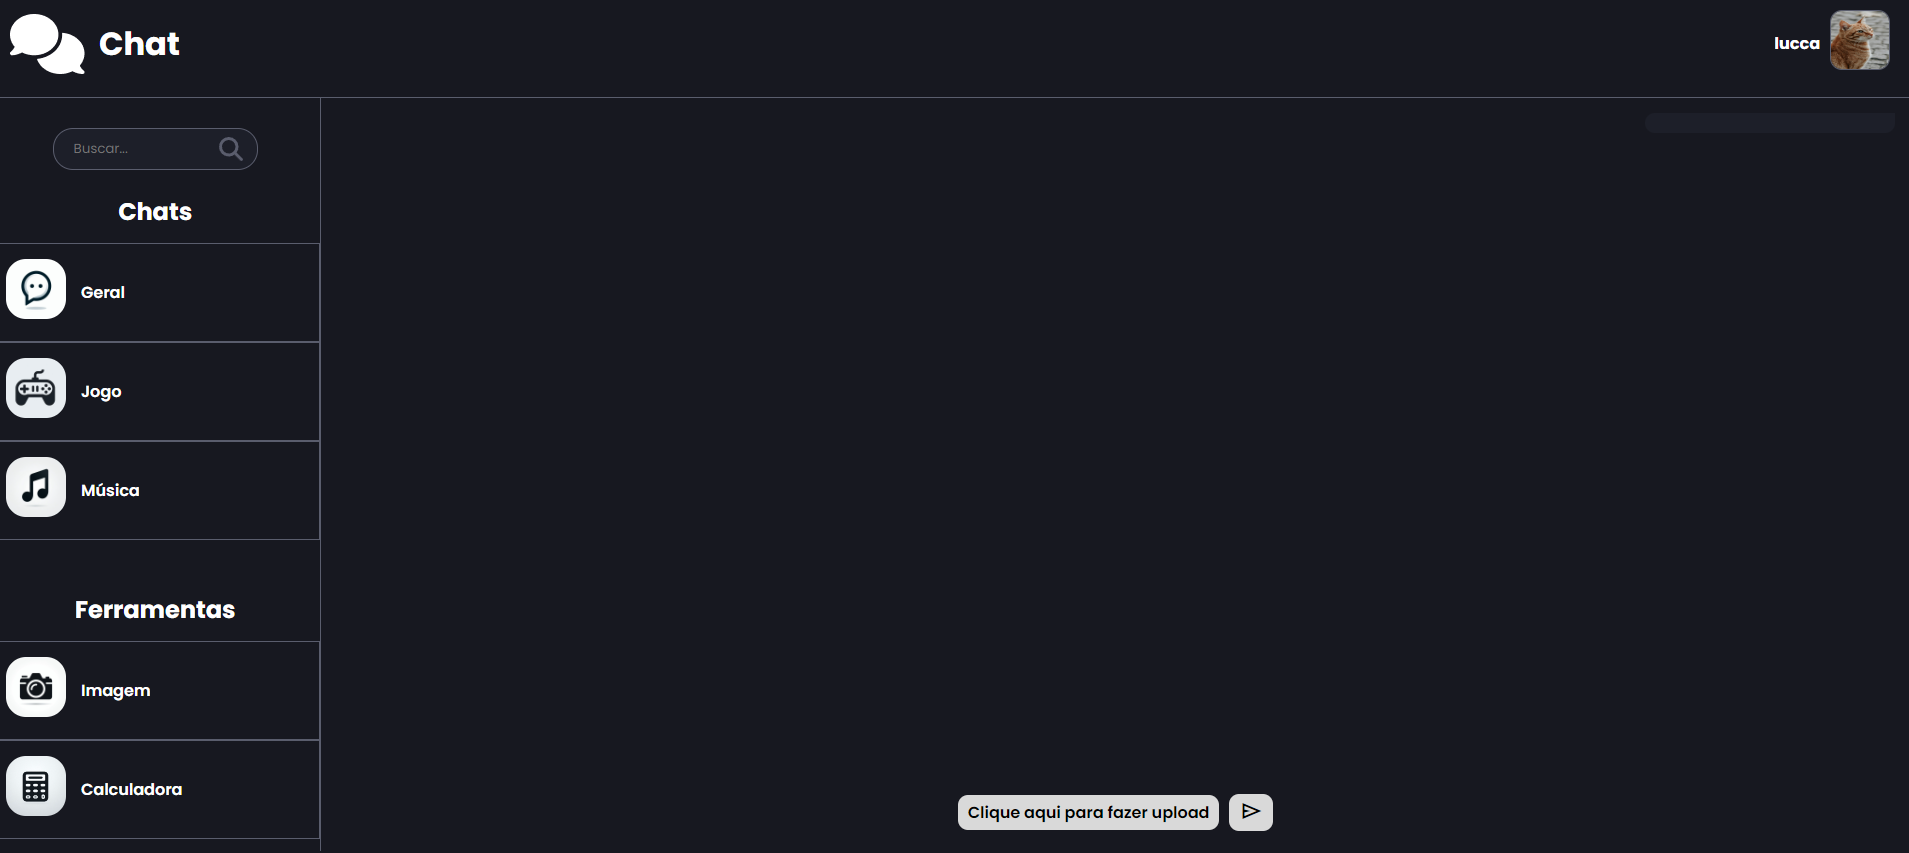 Chat
lucca
Buscar...
Chats
Geral
Jogo
Música
Ferramentas
Imagem
Calculadora
Clique aqui para fazer upload